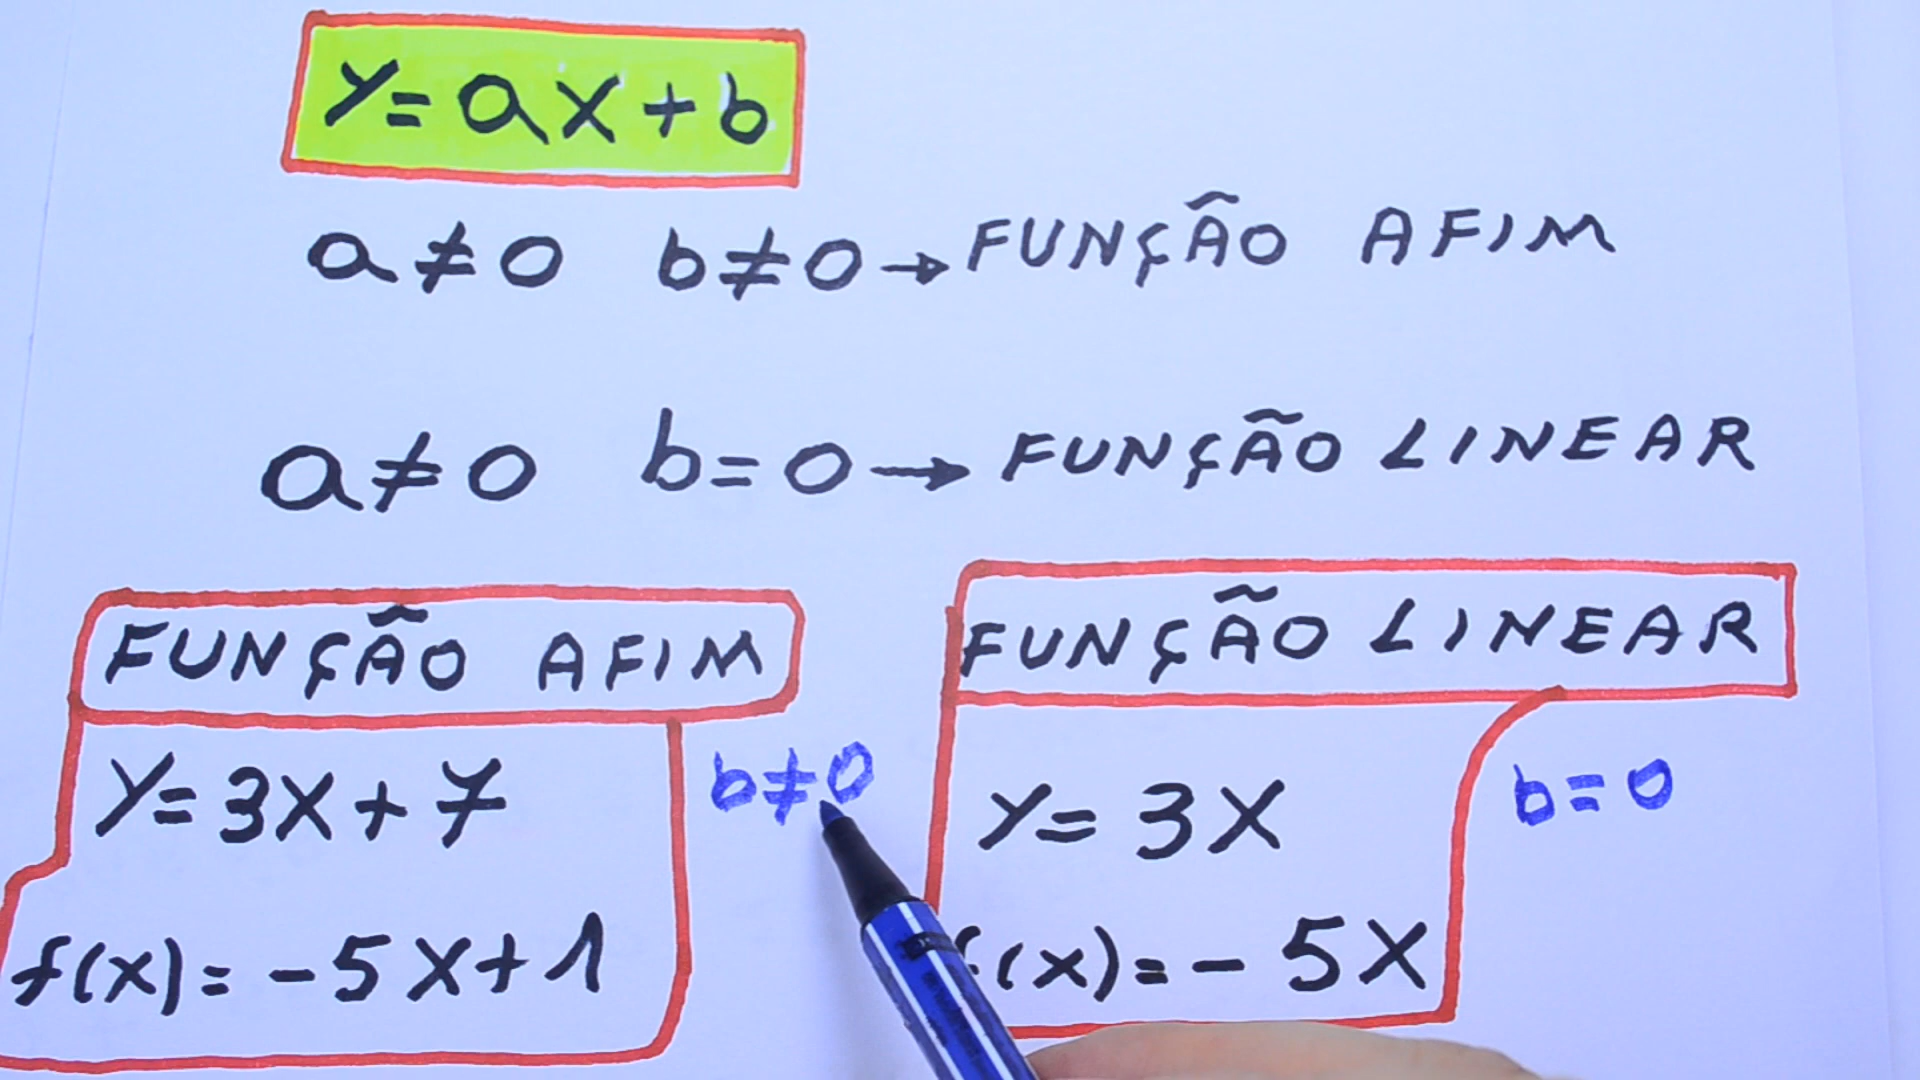 y=ax+b
a≠0 b≠0→FUNÇÃO AFIM
a≠0 b=0→FUNÇÃO LINEAR
FUNÇÃO AFIM
y=3x+7
b≠0
f(x)=-5x+1
FUNÇÃO LINEAR
y=3x
b=0
f(x)=-5x